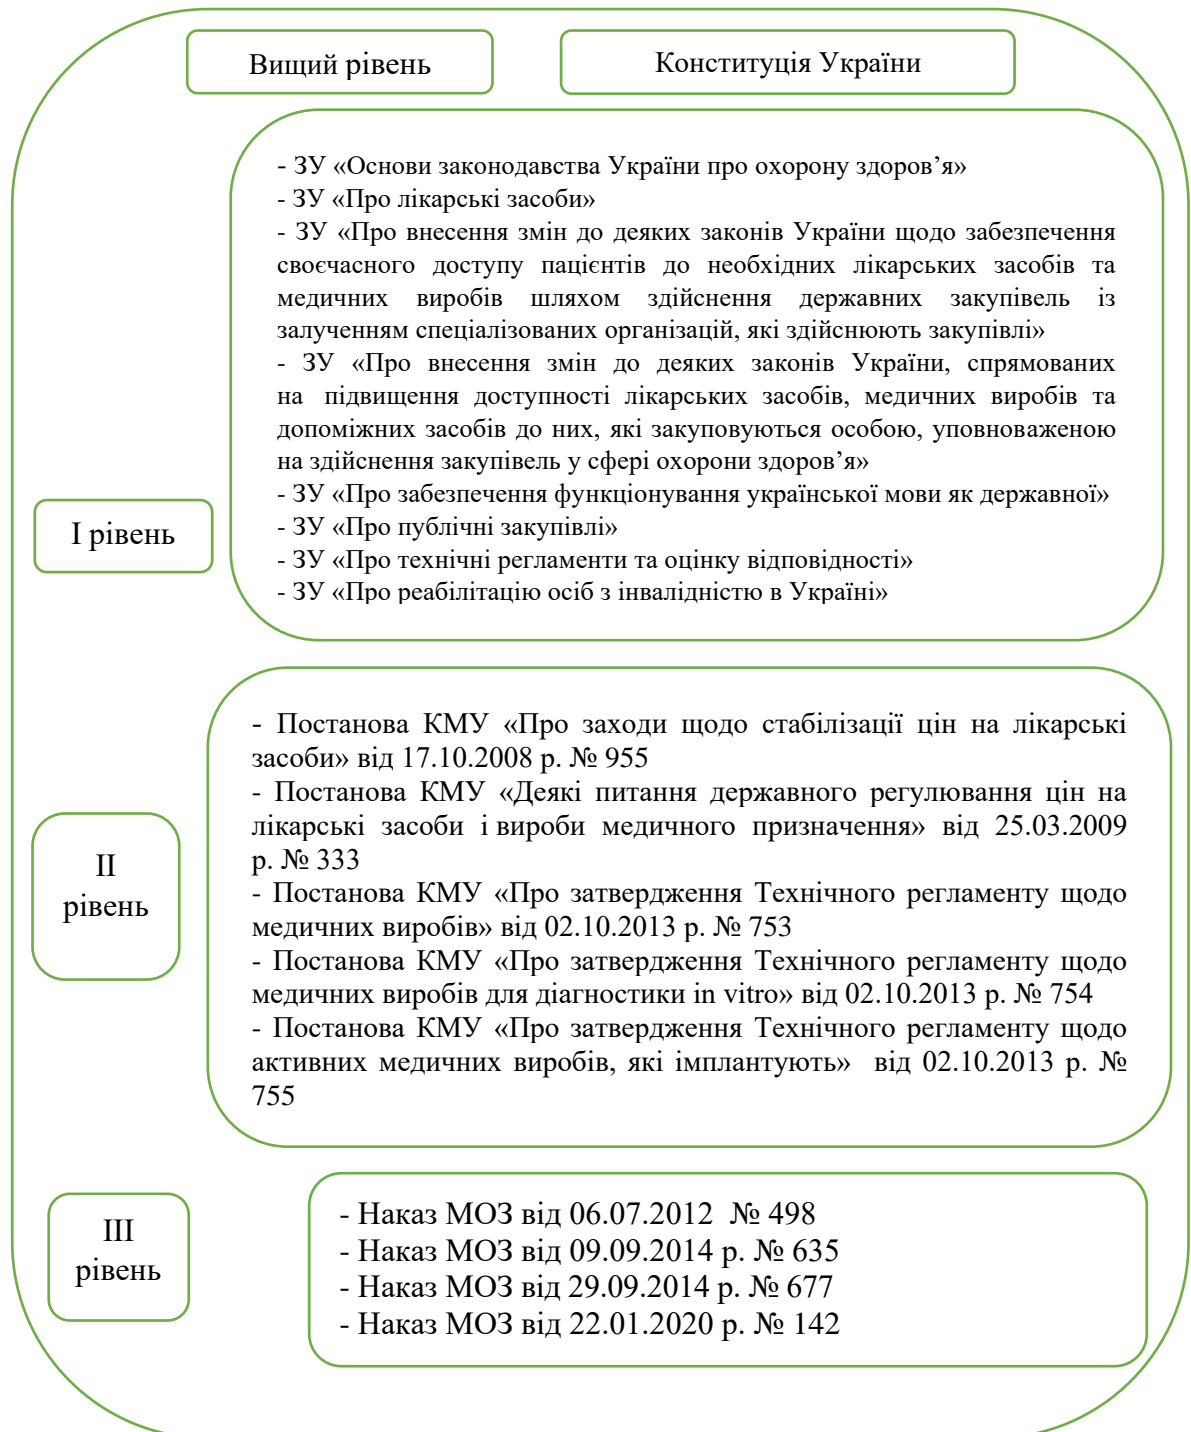 Вищий рівень
Конституція України
- ЗУ «Основи законодавства України про охорону здоров’я»
- ЗУ «Про лікарські засоби»
- ЗУ «Про внесення змін до деяких законів України щодо забезпечення
своєчасного доступу пацієнтів до необхідних лікарських засобів та
медичних виробів шляхом здійснення державних закупівель із
залученням спеціалізованих організацій, які здійснюють закупівлі»
- ЗУ «Про внесення змін до деяких законів України, спрямованих
на підвищення доступності лікарських засобів, медичних виробів та
допоміжних засобів до них, які закуповуються особою, уповноваженою
на здійснення закупівель у сфері охорони здоров’я»
- ЗУ «Про забезпечення функціонування української мови як державної»
І рівень
- ЗУ «Про публічні закупівлі»
- ЗУ «Про технічні регламенти та оцінку відповідності»
- ЗУ «Про реабілітацію осіб з інвалідністю в Україні»
- Постанова КМУ «Про заходи щодо стабілізації цін на лікарські
засоби» від 17.10.2008 р. № 955
- Постанова КМУ «Деякі питання державного регулювання цін на
лікарські засоби і вироби медичного призначення» від 25.03.2009
р. № 333
ІІ
рівень
- Постанова КМУ «Про затвердження Технічного регламенту щодо
медичних виробів» від 02.10.2013 р. № 753
- Постанова КМУ «Про затвердження Технічного регламенту щодо
медичних виробів для діагностики in vitro» від 02.10.2013 р. № 754
- Постанова КМУ «Про затвердження Технічного регламенту щодо
активних медичних виробів, які імплантують» від 02.10.2013 р. №
755
ІІІ
рівень
- Наказ МОЗ від 06.07.2012 № 498
- Наказ МОЗ від 09.09.2014 р. № 635
- Наказ МОЗ від 29.09.2014 р. № 677
- Наказ МОЗ від 22.01.2020 р. № 142